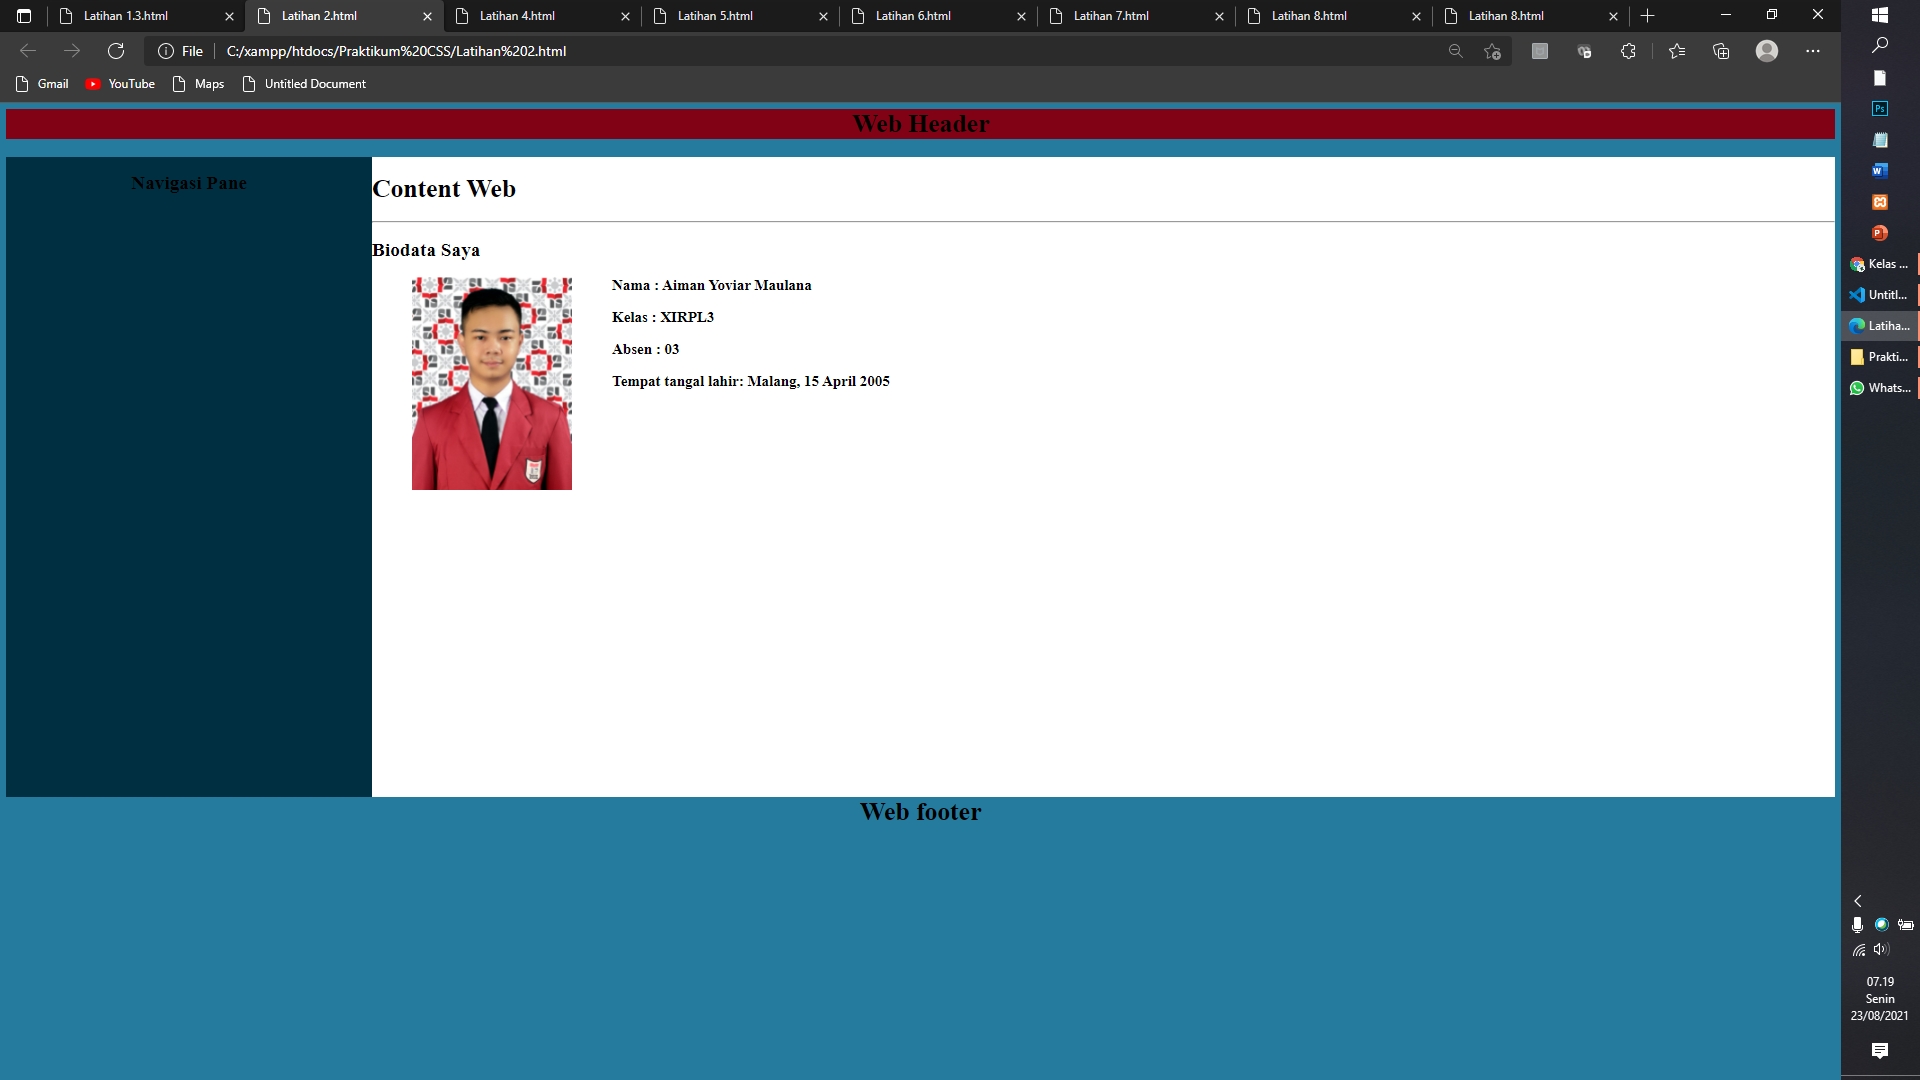 Latihan 1.3.html
Latihan 2.html
Latihan 4.html
Latihan 5.html
Latihan 6.html
Latihan 7.html
Latihan 8.html
Latihan 8.html
File
C:/xampp/htdocs/Praktikum%20CSS/Latihan%202.html
Gmail
YouTube
Maps
Untitled Document
Web Header
Navigasi Pane
Content Web
Biodata Saya
Nama : Aiman Yoviar Maulana
Kelas : XIRPL3
Absen : 03
Tempat tangal lahir: Malang, 15 April 2005
Web footer
Ps
W
P
Kelas ...
Untitl...
Latiha...
Prakti...
Whats...
07.19
Senin
23/08/2021